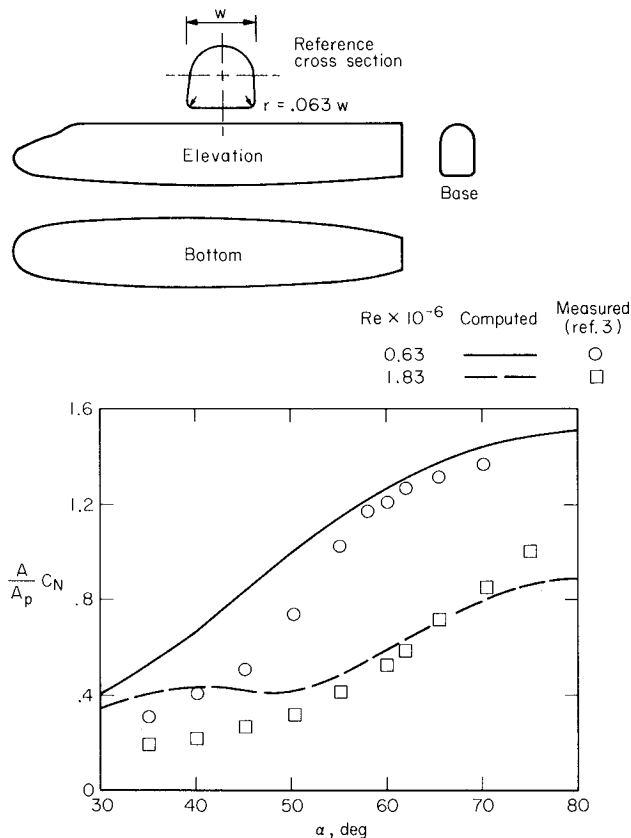 w
Reference
cross section
r = .063 w
Elevation
Base
Bottom
Re × 10⁻⁶ Computed Measured (ref. 3)
0.63
1.83
1.6
1.2
.8
.4
0
A/A_p C_N
30 40 50 60 70 80
α, deg